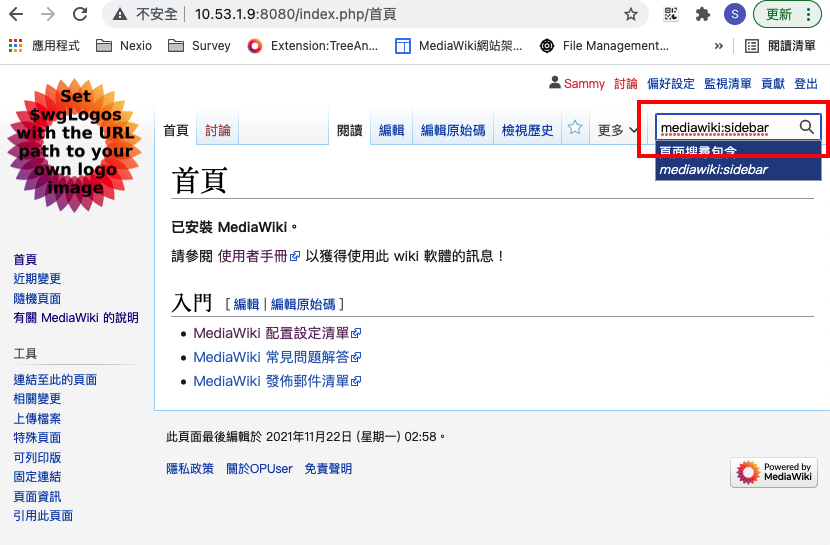 不安全 | 10.53.1.9:8080/index.php/首頁
S
更新
應用程式 Nexio Survey Extension:TreeAn... MediaWiki網站架... File Management... » 閱讀清單
Sammy 討論 偏好設定 監視清單 貢獻 登出
Set
$wgLogos
with the URL
path to your
own logo
image
首頁 討論 閱讀 編輯 編輯原始碼 檢視歷史 更多
mediawiki:sidebar
頁面搜尋包含
mediawiki:sidebar
首頁
已安裝 MediaWiki。
請參閱 使用者手冊 以獲得使用此 wiki 軟體的訊息！
入門 [ 編輯 | 編輯原始碼 ]
• MediaWiki 配置設定清單
• MediaWiki 常見問題解答
• MediaWiki 發佈郵件清單
首頁
近期變更
隨機頁面
有關 MediaWiki 的說明
工具
連結至此的頁面
相關變更
上傳檔案
特殊頁面
可列印版
固定連結
頁面資訊
引用此頁面
此頁面最後編輯於 2021年11月22日 (星期一) 02:58。
隱私政策 關於OPUser 免責聲明
Powered by
MediaWiki